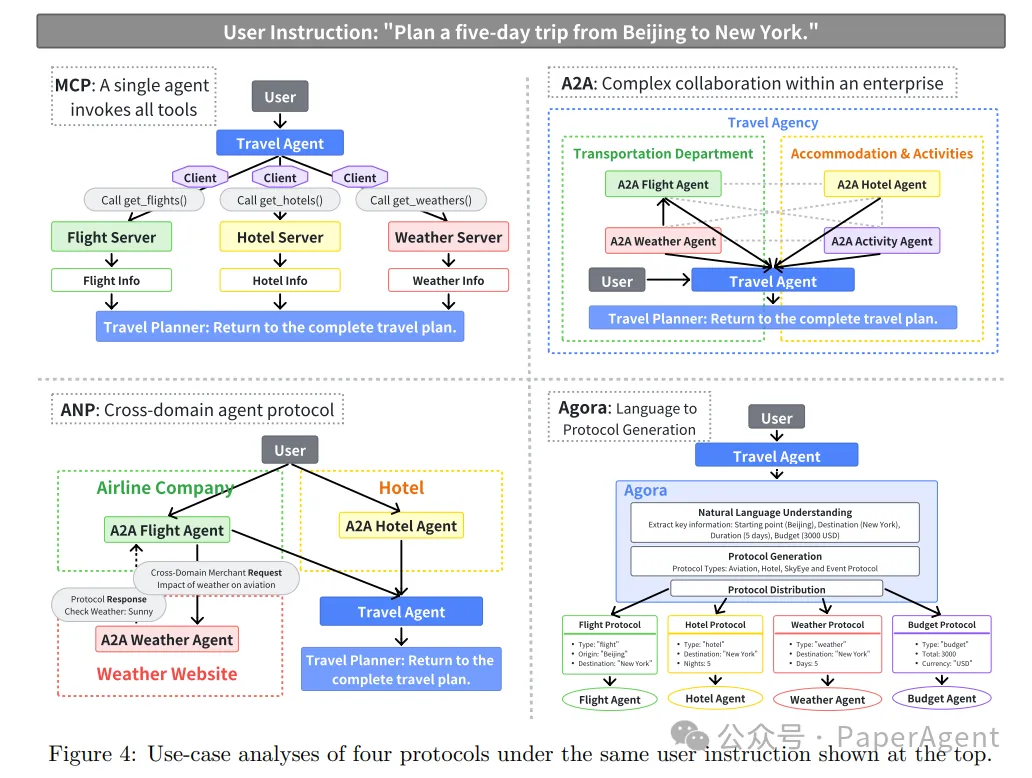 User Instruction: "Plan a five-day trip from Beijing to New York."
MCP: A single agent
invokes all tools
User
Travel Agent
Client
Client
Client
Call get_flights()
Call get_hotels()
Call get_weathers()
Flight Server
Hotel Server
Weather Server
Flight Info
Hotel Info
Weather Info
Travel Planner: Return to the complete travel plan.
A2A: Complex collaboration within an enterprise
Travel Agency
Transportation Department
Accommodation & Activities
A2A Flight Agent
A2A Hotel Agent
A2A Weather Agent
A2A Activity Agent
User
Travel Agent
Travel Planner: Return to the complete travel plan.
ANP: Cross-domain agent protocol
User
Airline Company
Hotel
A2A Flight Agent
A2A Hotel Agent
Cross-Domain Merchant Request
Impact of weather on aviation
Protocol Response
Check Weather: Sunny
A2A Weather Agent
Weather Website
Travel Agent
Travel Planner: Return to the
complete travel plan.
Agora: Language to
Protocol Generation
User
Travel Agent
Agora
Natural Language Understanding
Extract key information: Starting point (Beijing), Destination (New York),
Duration (5 days), Budget (3000 USD)
Protocol Generation
Protocol Types: Aviation, Hotel, SkyEye and Event Protocol
Protocol Distribution
Flight Protocol
• Type: "flight"
• Origin: "Beijing"
• Destination: "New York"
Hotel Protocol
• Type: "hotel"
• Destination: "New York"
• Nights: 5
Weather Protocol
• Type: "weather"
• Destination: "New York"
• Days: 5
Budget Protocol
• Type: "budget"
• Total: 3000
• Currency: "USD"
Flight Agent
Hotel Agent
Weather Agent
Budget Agent
公众号 · PaperAgent
Figure 4: Use-case analyses of four protocols under the same user instruction shown at the top.